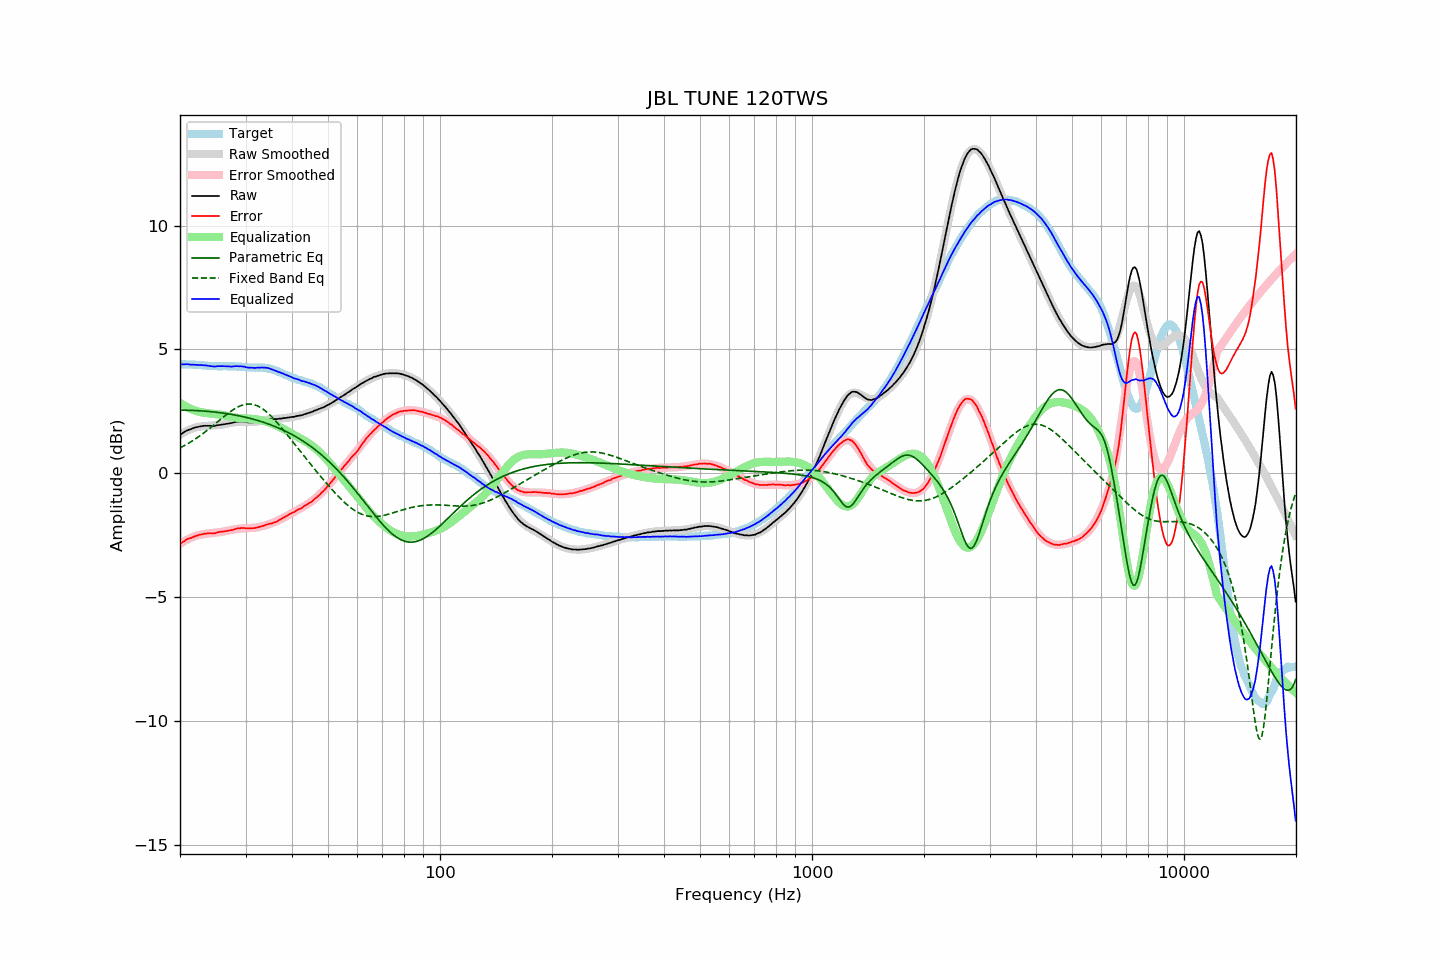 JBL TUNE 120TWS
Target
Raw Smoothed
Error Smoothed
Raw
Error
Equalization
Parametric Eq
Fixed Band Eq
Equalized
10
5
0
−5
−10
−15
Amplitude (dBr)
100 1000 10000
Frequency (Hz)